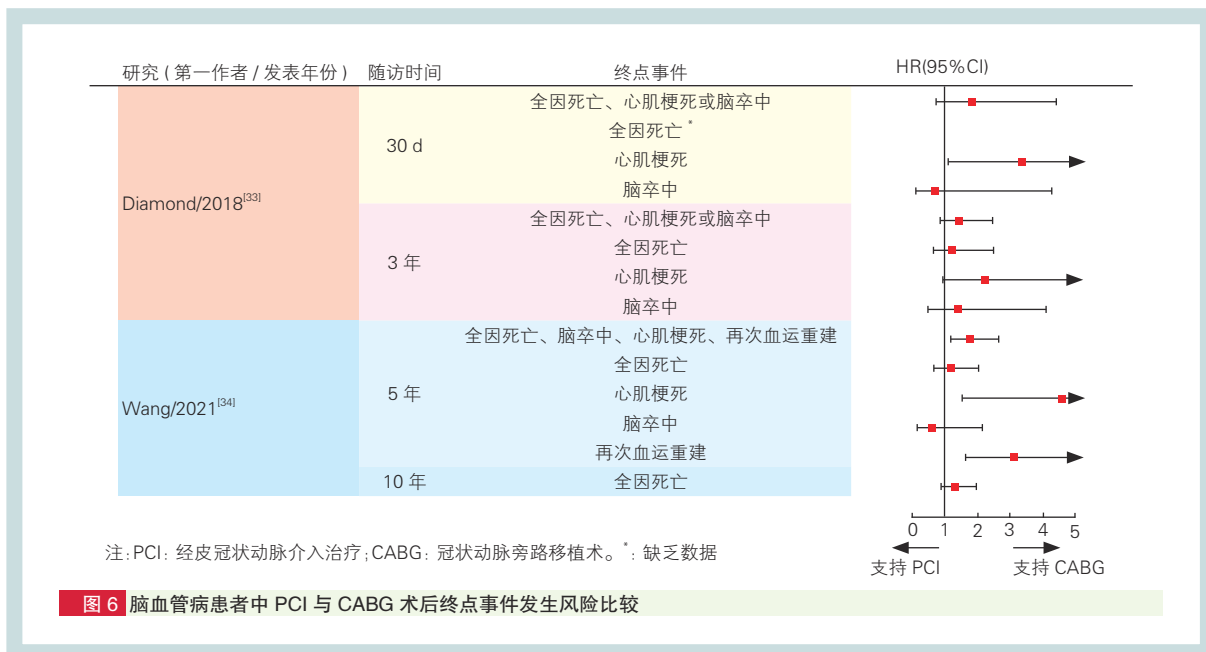 研究 ( 第一作者 / 发表年份 ) 随访时间 终点事件 HR(95%CI)
Diamond/2018[33]
30 d
全因死亡、心肌梗死或脑卒中
全因死亡*
心肌梗死
脑卒中
3 年
全因死亡、心肌梗死或脑卒中
全因死亡
心肌梗死
脑卒中
Wang/2021[34]
5 年
全因死亡、脑卒中、心肌梗死、再次血运重建
全因死亡
心肌梗死
脑卒中
再次血运重建
10 年
全因死亡
0 1 2 3 4 5
支持 PCI 支持 CABG
注:PCI: 经皮冠状动脉介入治疗;CABG: 冠状动脉旁路移植术。*: 缺乏数据
图 6 脑血管病患者中 PCI 与 CABG 术后终点事件发生风险比较